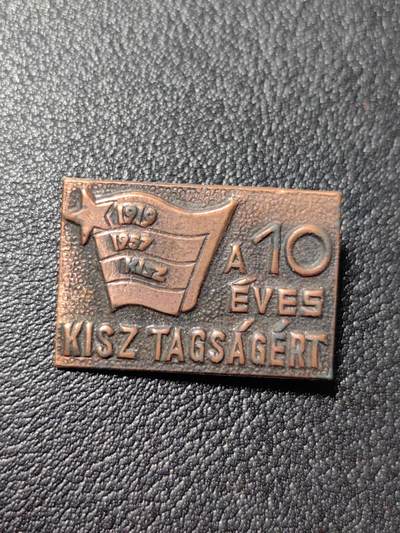 1919
1957
KISZ
A 10
ÉVES
KISZ TAGSÁGÉRT